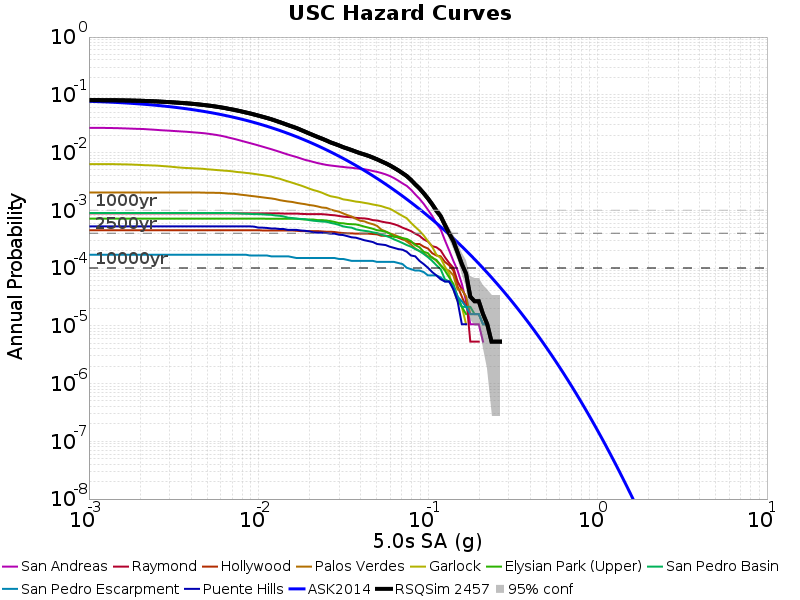 USC Hazard Curves
Annual Probability
10^0
10^-1
10^-2
10^-3
10^-4
10^-5
10^-6
10^-7
10^-8
1000yr
2500yr
10000yr
10^-3 10^-2 10^-1 10^0 10^1
5.0s SA (g)
San Andreas Raymond Hollywood Palos Verdes Garlock Elysian Park (Upper) San Pedro Basin
San Pedro Escarpment Puente Hills ASK2014 RSQSim 2457 95% conf